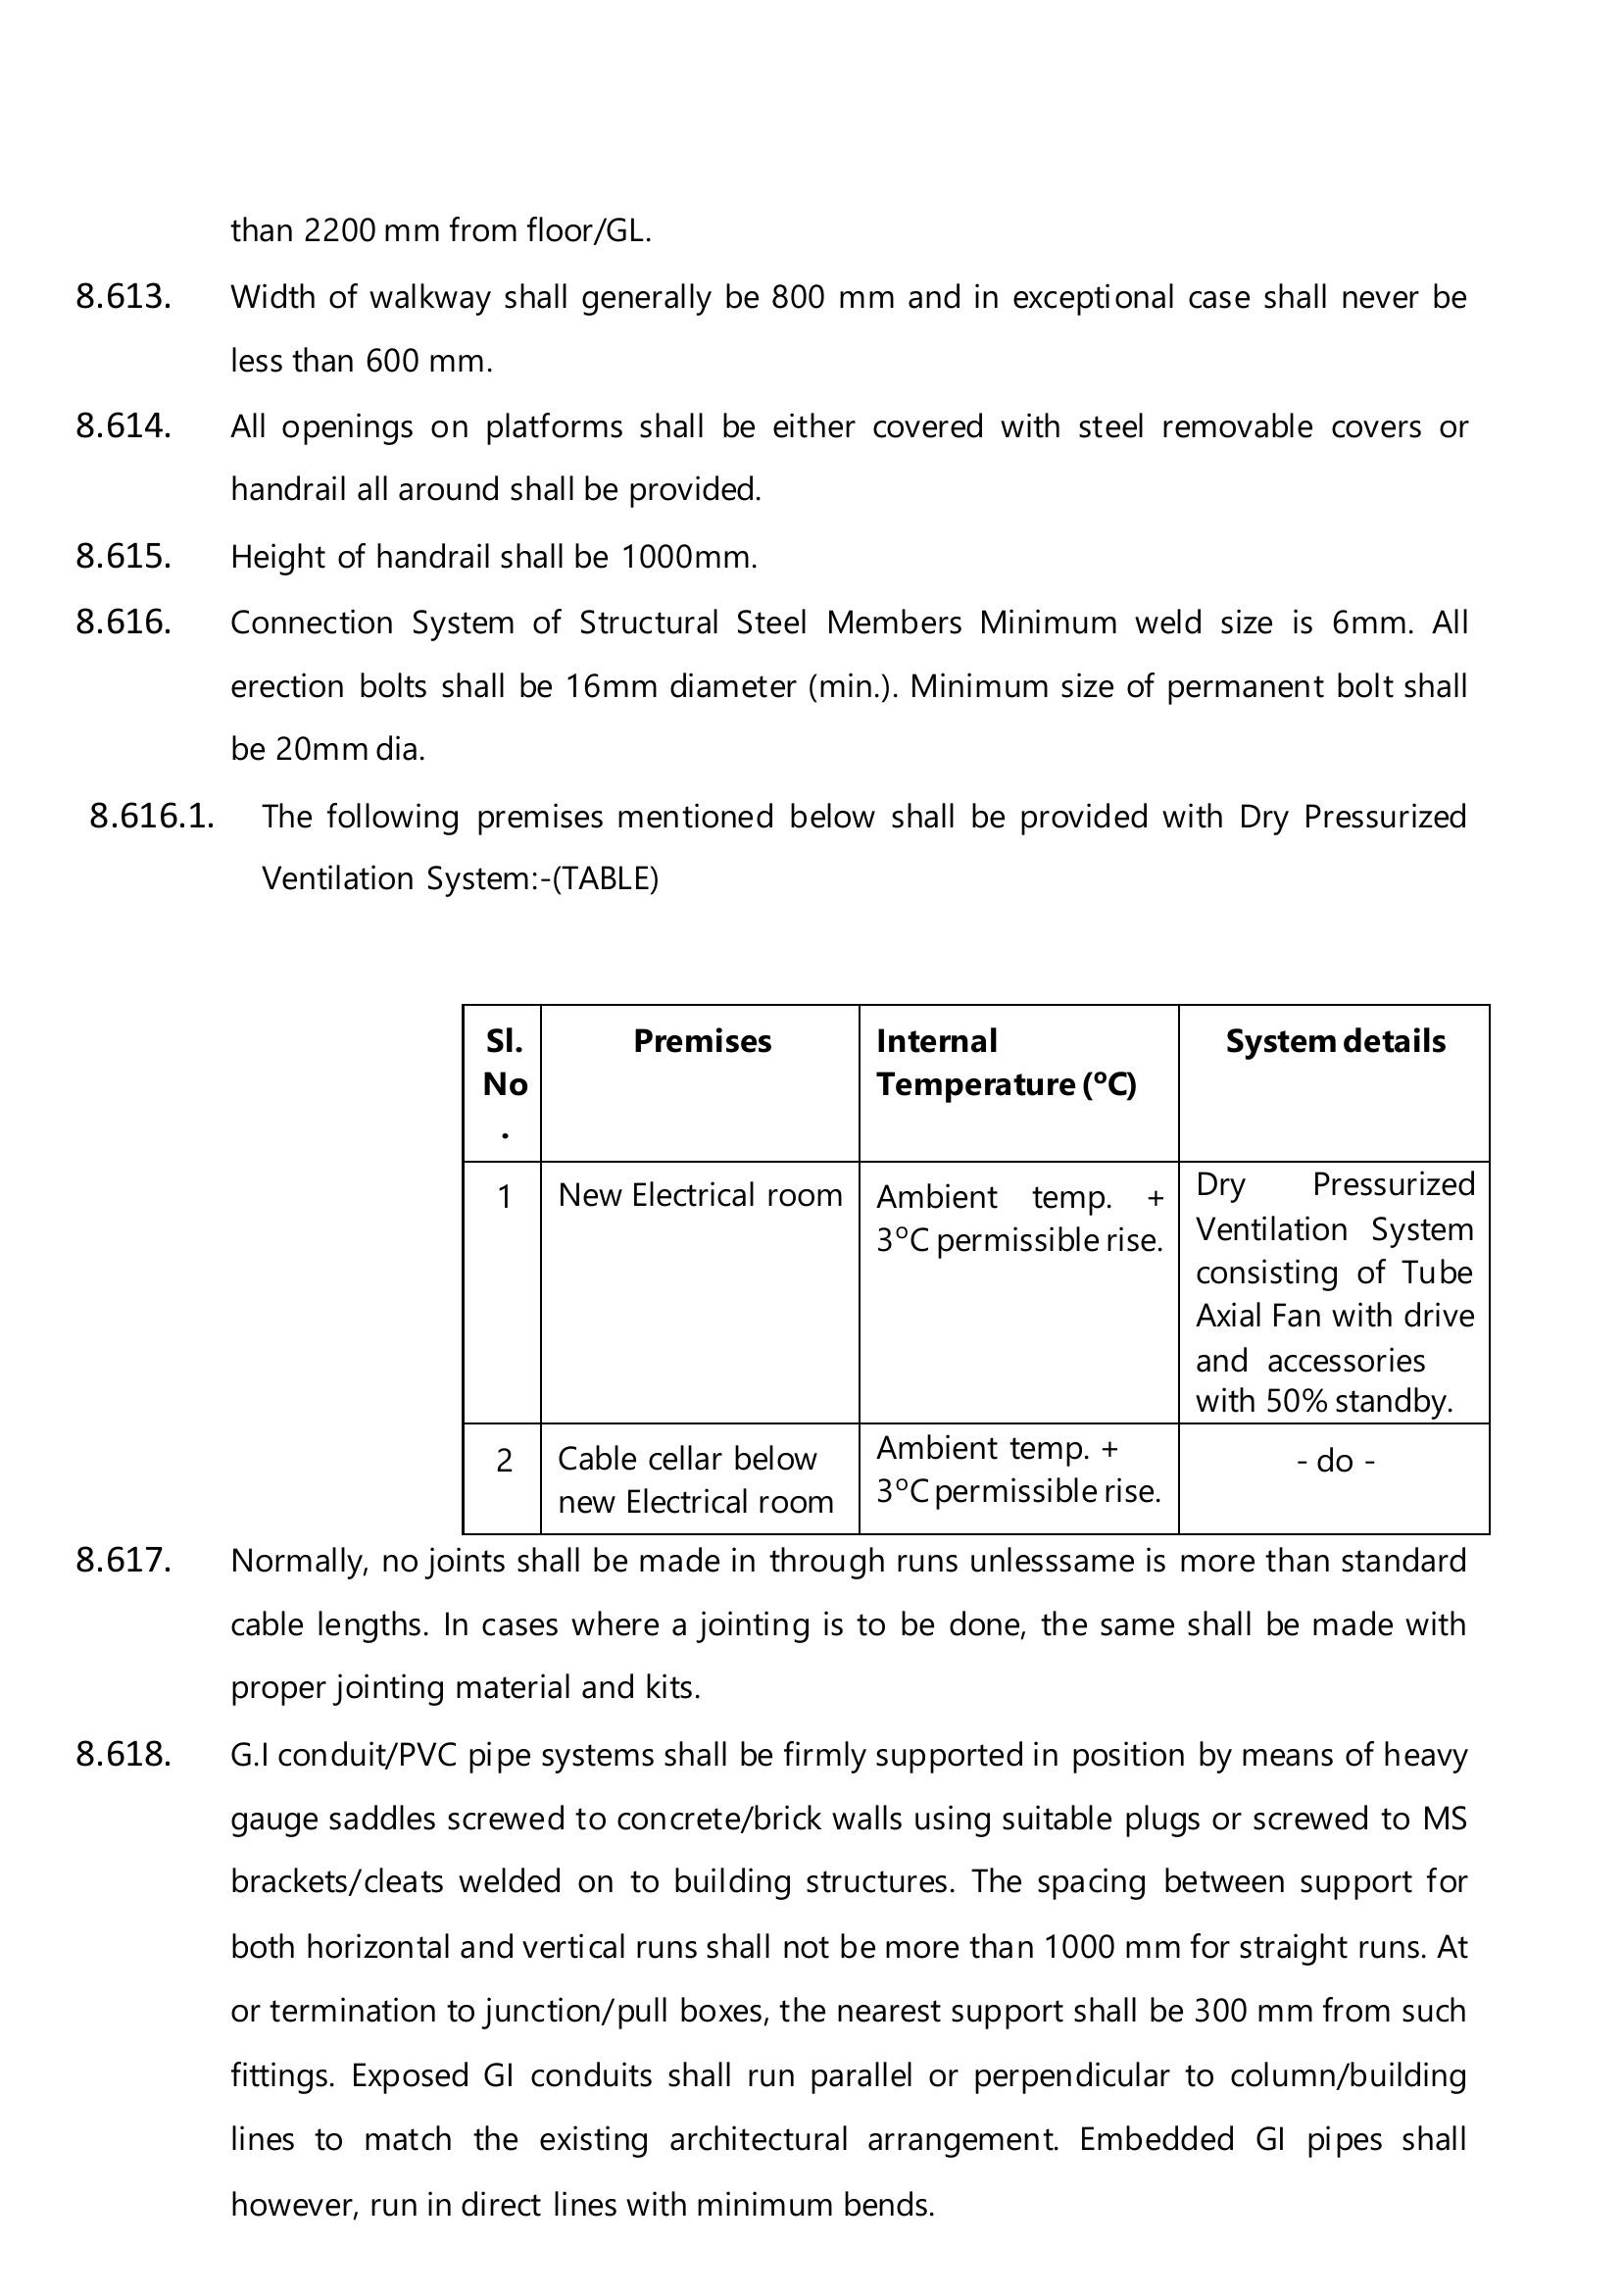 than 2200 mm from floor/GL.
8.613. Width of walkway shall generally be 800 mm and in exceptional case shall never be
less than 600 mm.
8.614. All openings on platforms shall be either covered with steel removable covers or
handrail all around shall be provided.
8.615. Height of handrail shall be 1000mm.
8.616. Connection System of Structural Steel Members Minimum weld size is 6mm. All
erection bolts shall be 16mm diameter (min.). Minimum size of permanent bolt shall
be 20mm dia.
8.616.1. The following premises mentioned below shall be provided with Dry Pressurized
Ventilation System:-(TABLE)
Sl.
No
.
Premises
Internal
Temperature (ºC)
System details
1
New Electrical room
Ambient temp. +
3ºC permissible rise.
Dry Pressurized
Ventilation System
consisting of Tube
Axial Fan with drive
and accessories
with 50% standby.
2
Cable cellar below
new Electrical room
Ambient temp. +
3ºC permissible rise.
- do -
8.617. Normally, no joints shall be made in through runs unlesssame is more than standard
cable lengths. In cases where a jointing is to be done, the same shall be made with
proper jointing material and kits.
8.618. G.I conduit/PVC pipe systems shall be firmly supported in position by means of heavy
gauge saddles screwed to concrete/brick walls using suitable plugs or screwed to MS
brackets/cleats welded on to building structures. The spacing between support for
both horizontal and vertical runs shall not be more than 1000 mm for straight runs. At
or termination to junction/pull boxes, the nearest support shall be 300 mm from such
fittings. Exposed GI conduits shall run parallel or perpendicular to column/building
lines to match the existing architectural arrangement. Embedded GI pipes shall
however, run in direct lines with minimum bends.